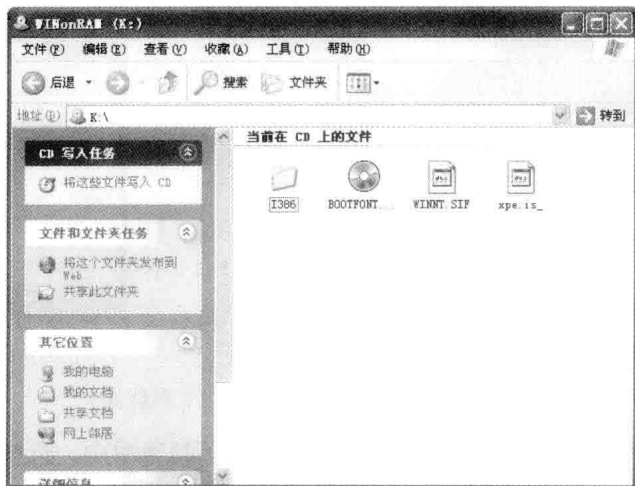 WINonRAM (K:)
文件(F) 编辑(E) 查看(V) 收藏(A) 工具(T) 帮助(H)
后退 搜索 文件夹
地址(D) K:\ 转到
CD 写入任务
将这些文件写入 CD
文件和文件夹任务
将这个文件夹发布到
Web
共享此文件夹
其它位置
我的电脑
我的文档
共享文档
网上邻居
详细信息
当前在 CD 上的文件
I386 BOOTFONT... WINNT.SIF xpe.is_